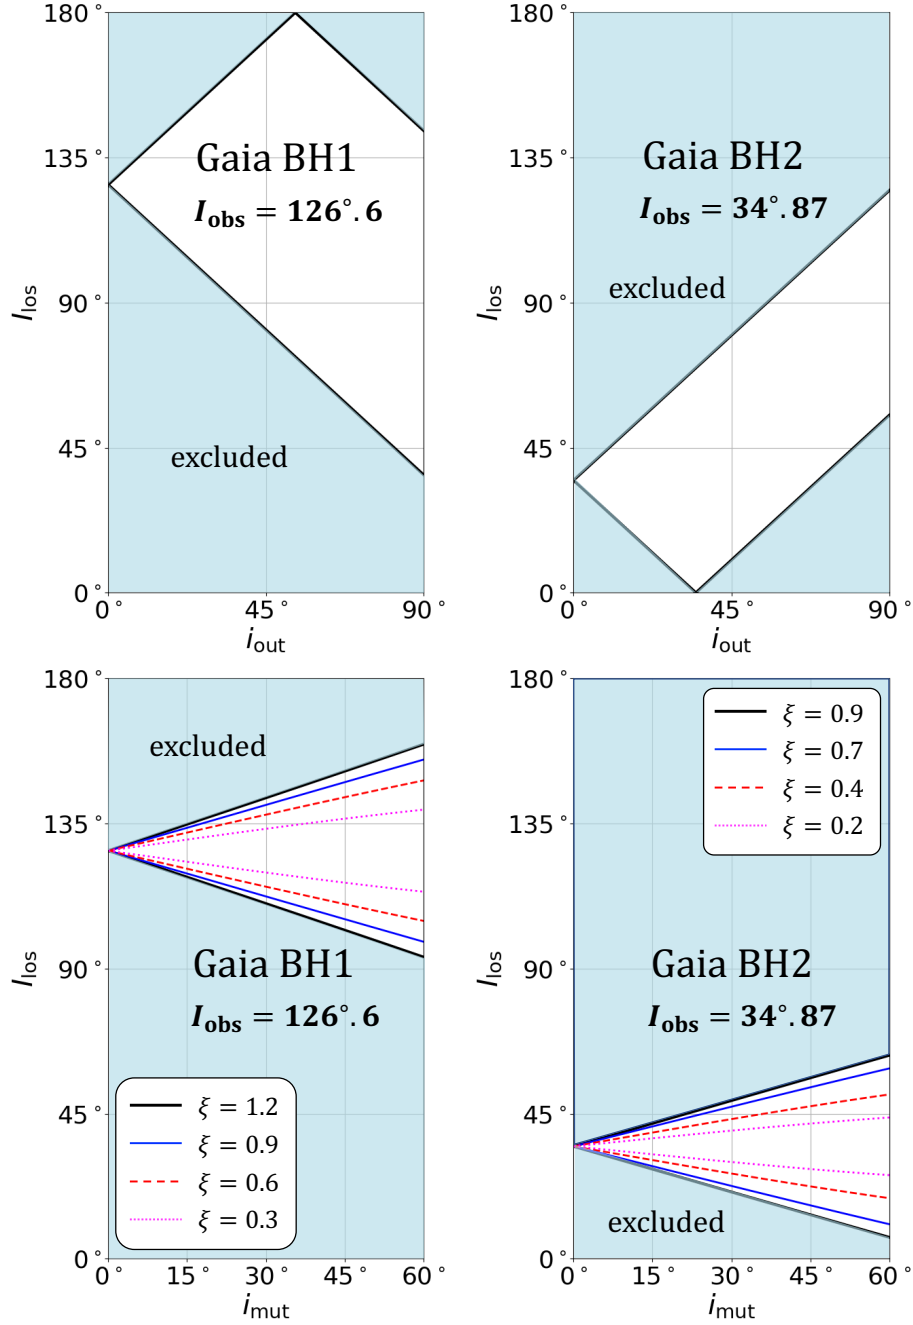 180°
135°
90°
45°
0°
I_los
Gaia BH1
I_obs = 126°.6
excluded
0° 45° 90°
i_out
180°
135°
90°
45°
0°
I_los
Gaia BH2
I_obs = 34°.87
excluded
0° 45° 90°
i_out
180°
135°
90°
45°
0°
I_los
excluded
Gaia BH1
I_obs = 126°.6
ξ = 1.2
ξ = 0.9
ξ = 0.6
ξ = 0.3
0° 15° 30° 45° 60°
i_mut
180°
135°
90°
45°
0°
I_los
ξ = 0.9
ξ = 0.7
ξ = 0.4
ξ = 0.2
Gaia BH2
I_obs = 34°.87
excluded
0° 15° 30° 45° 60°
i_mut